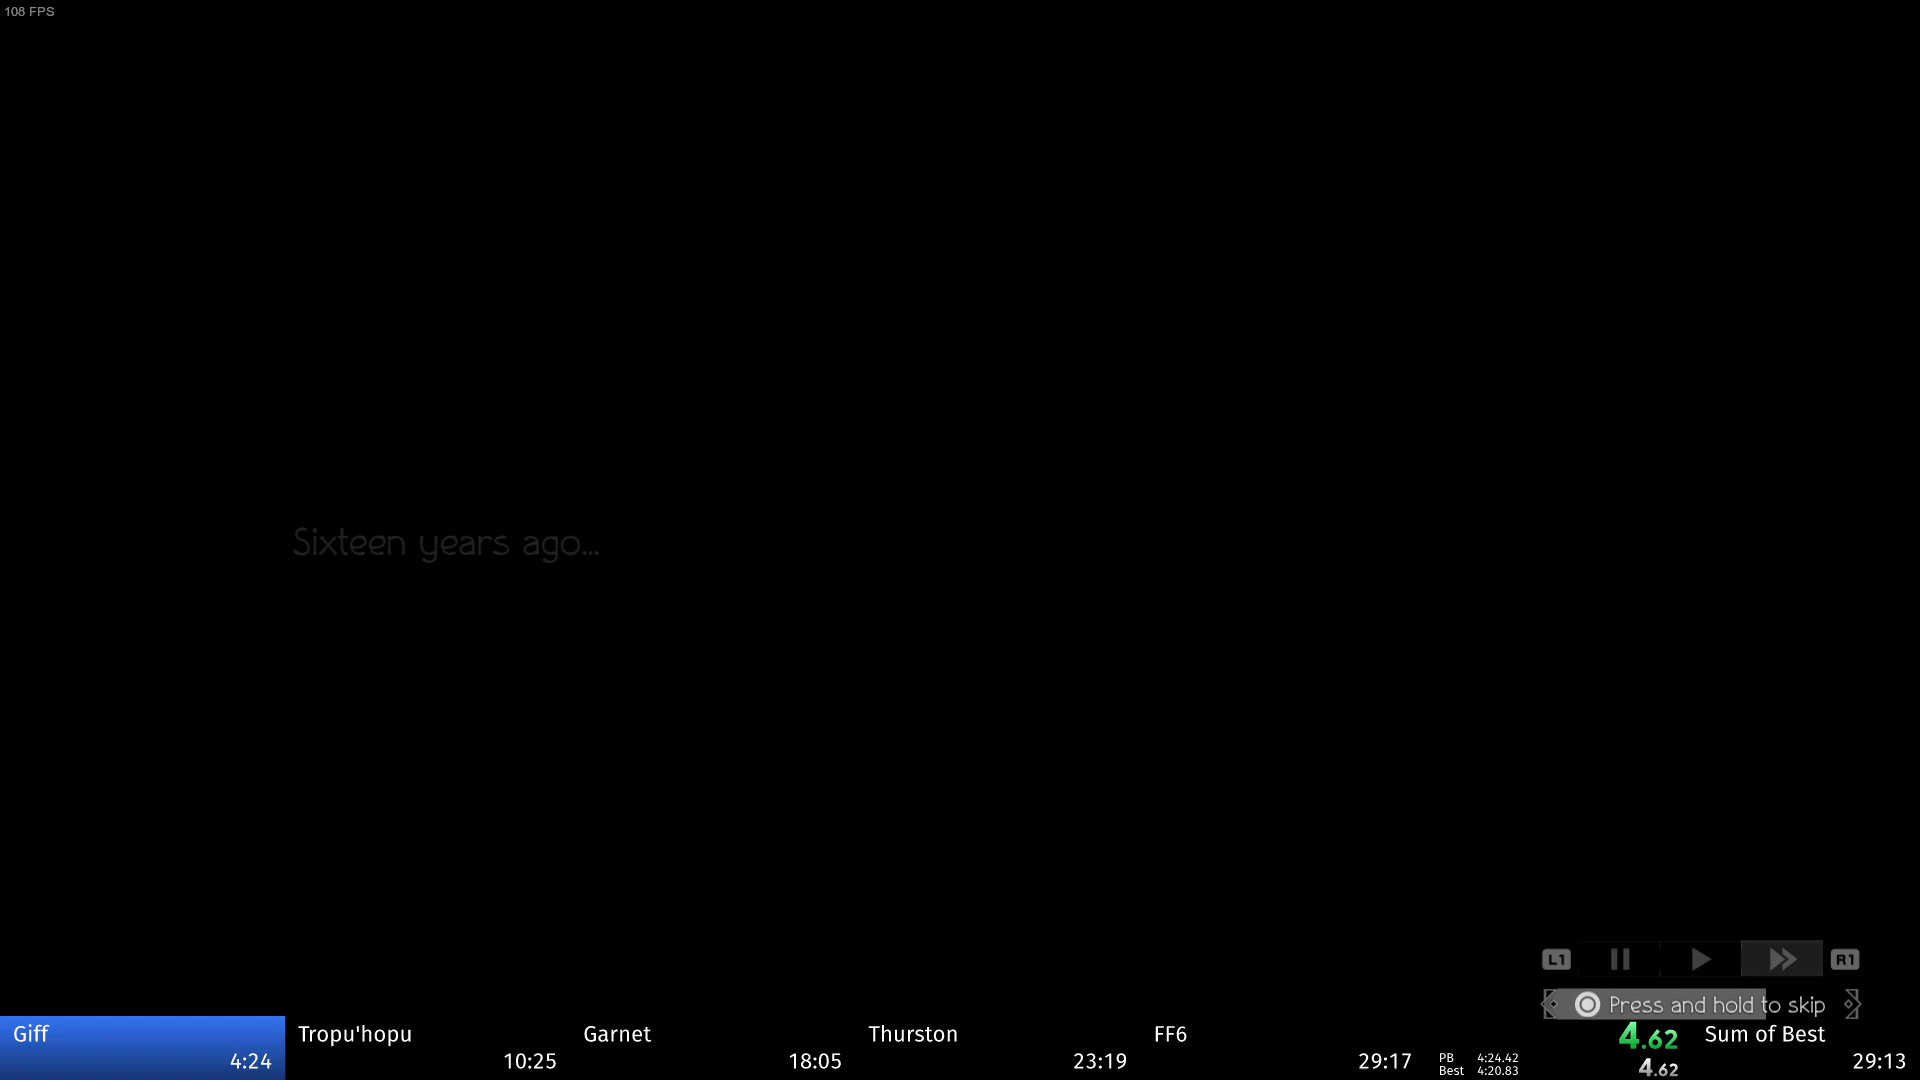 108 FPS
Sixteen years ago...
L1 R1
Press and hold to skip
Giff Tropu'hopu Garnet Thurston FF6 4.62 Sum of Best
4:24 10:25 18:05 23:19 29:17 PB 4:24.42 4.62 29:13
Best 4:20.83